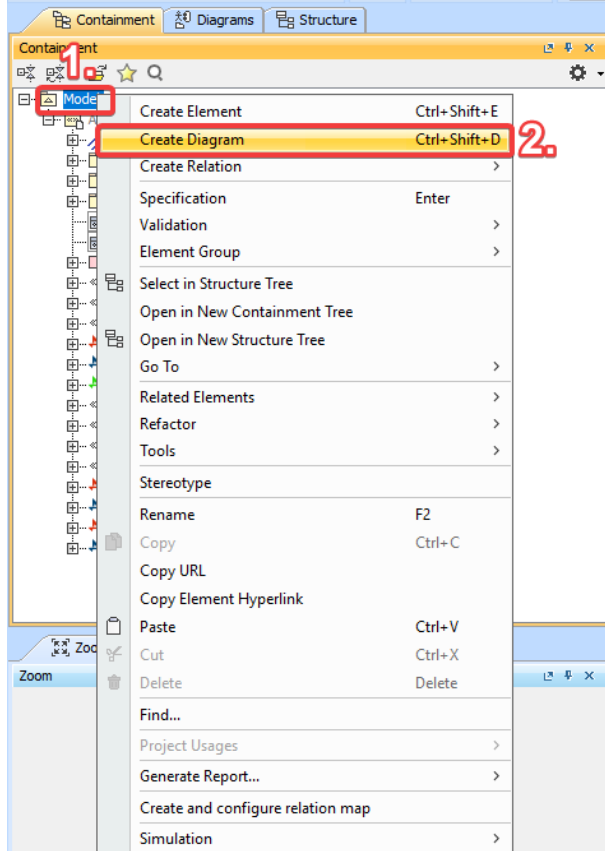 Containment Diagrams Structure
Containment
1.
Model
Create Element Ctrl+Shift+E
Create Diagram Ctrl+Shift+D
2.
Create Relation
Specification Enter
Validation
Element Group
Select in Structure Tree
Open in New Containment Tree
Open in New Structure Tree
Go To
Related Elements
Refactor
Tools
Stereotype
Rename F2
Copy Ctrl+C
Copy URL
Copy Element Hyperlink
Paste Ctrl+V
Zoo
Cut Ctrl+X
Zoom
Delete Delete
Find...
Project Usages
Generate Report...
Create and configure relation map
Simulation